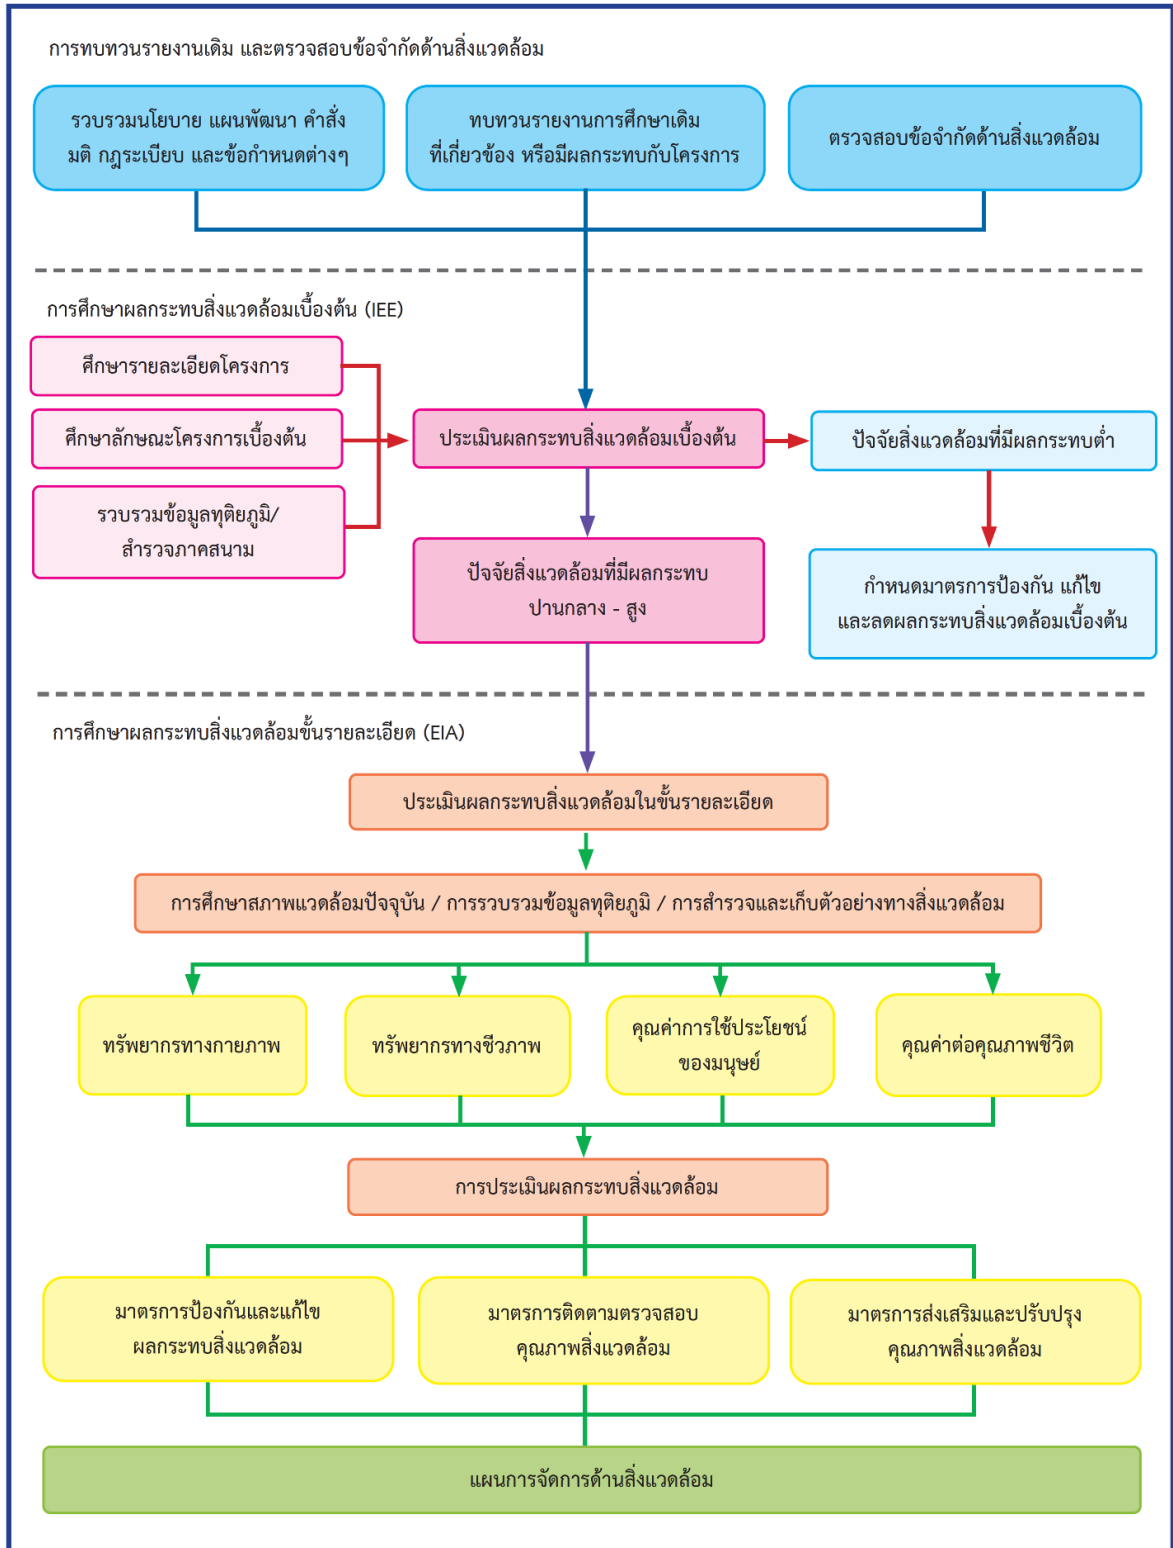 การทบทวนรายงานเดิม และตรวจสอบข้อจำกัดด้านสิ่งแวดล้อม
รวบรวมนโยบาย แผนพัฒนา คำสั่ง
มติ กฎระเบียบ และข้อกำหนดต่างๆ
ทบทวนรายงานการศึกษาเดิม
ที่เกี่ยวข้อง หรือมีผลกระทบกับโครงการ
ตรวจสอบข้อจำกัดด้านสิ่งแวดล้อม
การศึกษาผลกระทบสิ่งแวดล้อมเบื้องต้น (IEE)
ศึกษารายละเอียดโครงการ
ศึกษาลักษณะโครงการเบื้องต้น
รวบรวมข้อมูลทุติยภูมิ/
สำรวจภาคสนาม
ประเมินผลกระทบสิ่งแวดล้อมเบื้องต้น
ปัจจัยสิ่งแวดล้อมที่มีผลกระทบต่ำ
ปัจจัยสิ่งแวดล้อมที่มีผลกระทบ
ปานกลาง - สูง
กำหนดมาตรการป้องกัน แก้ไข
และลดผลกระทบสิ่งแวดล้อมเบื้องต้น
การศึกษาผลกระทบสิ่งแวดล้อมขั้นรายละเอียด (EIA)
ประเมินผลกระทบสิ่งแวดล้อมในขั้นรายละเอียด
การศึกษาสภาพแวดล้อมปัจจุบัน / การรวบรวมข้อมูลทุติยภูมิ / การสำรวจและเก็บตัวอย่างทางสิ่งแวดล้อม
ทรัพยากรทางกายภาพ
ทรัพยากรทางชีวภาพ
คุณค่าการใช้ประโยชน์
ของมนุษย์
คุณค่าต่อคุณภาพชีวิต
การประเมินผลกระทบสิ่งแวดล้อม
มาตรการป้องกันและแก้ไข
ผลกระทบสิ่งแวดล้อม
มาตรการติดตามตรวจสอบ
คุณภาพสิ่งแวดล้อม
มาตรการส่งเสริมและปรับปรุง
คุณภาพสิ่งแวดล้อม
แผนการจัดการด้านสิ่งแวดล้อม